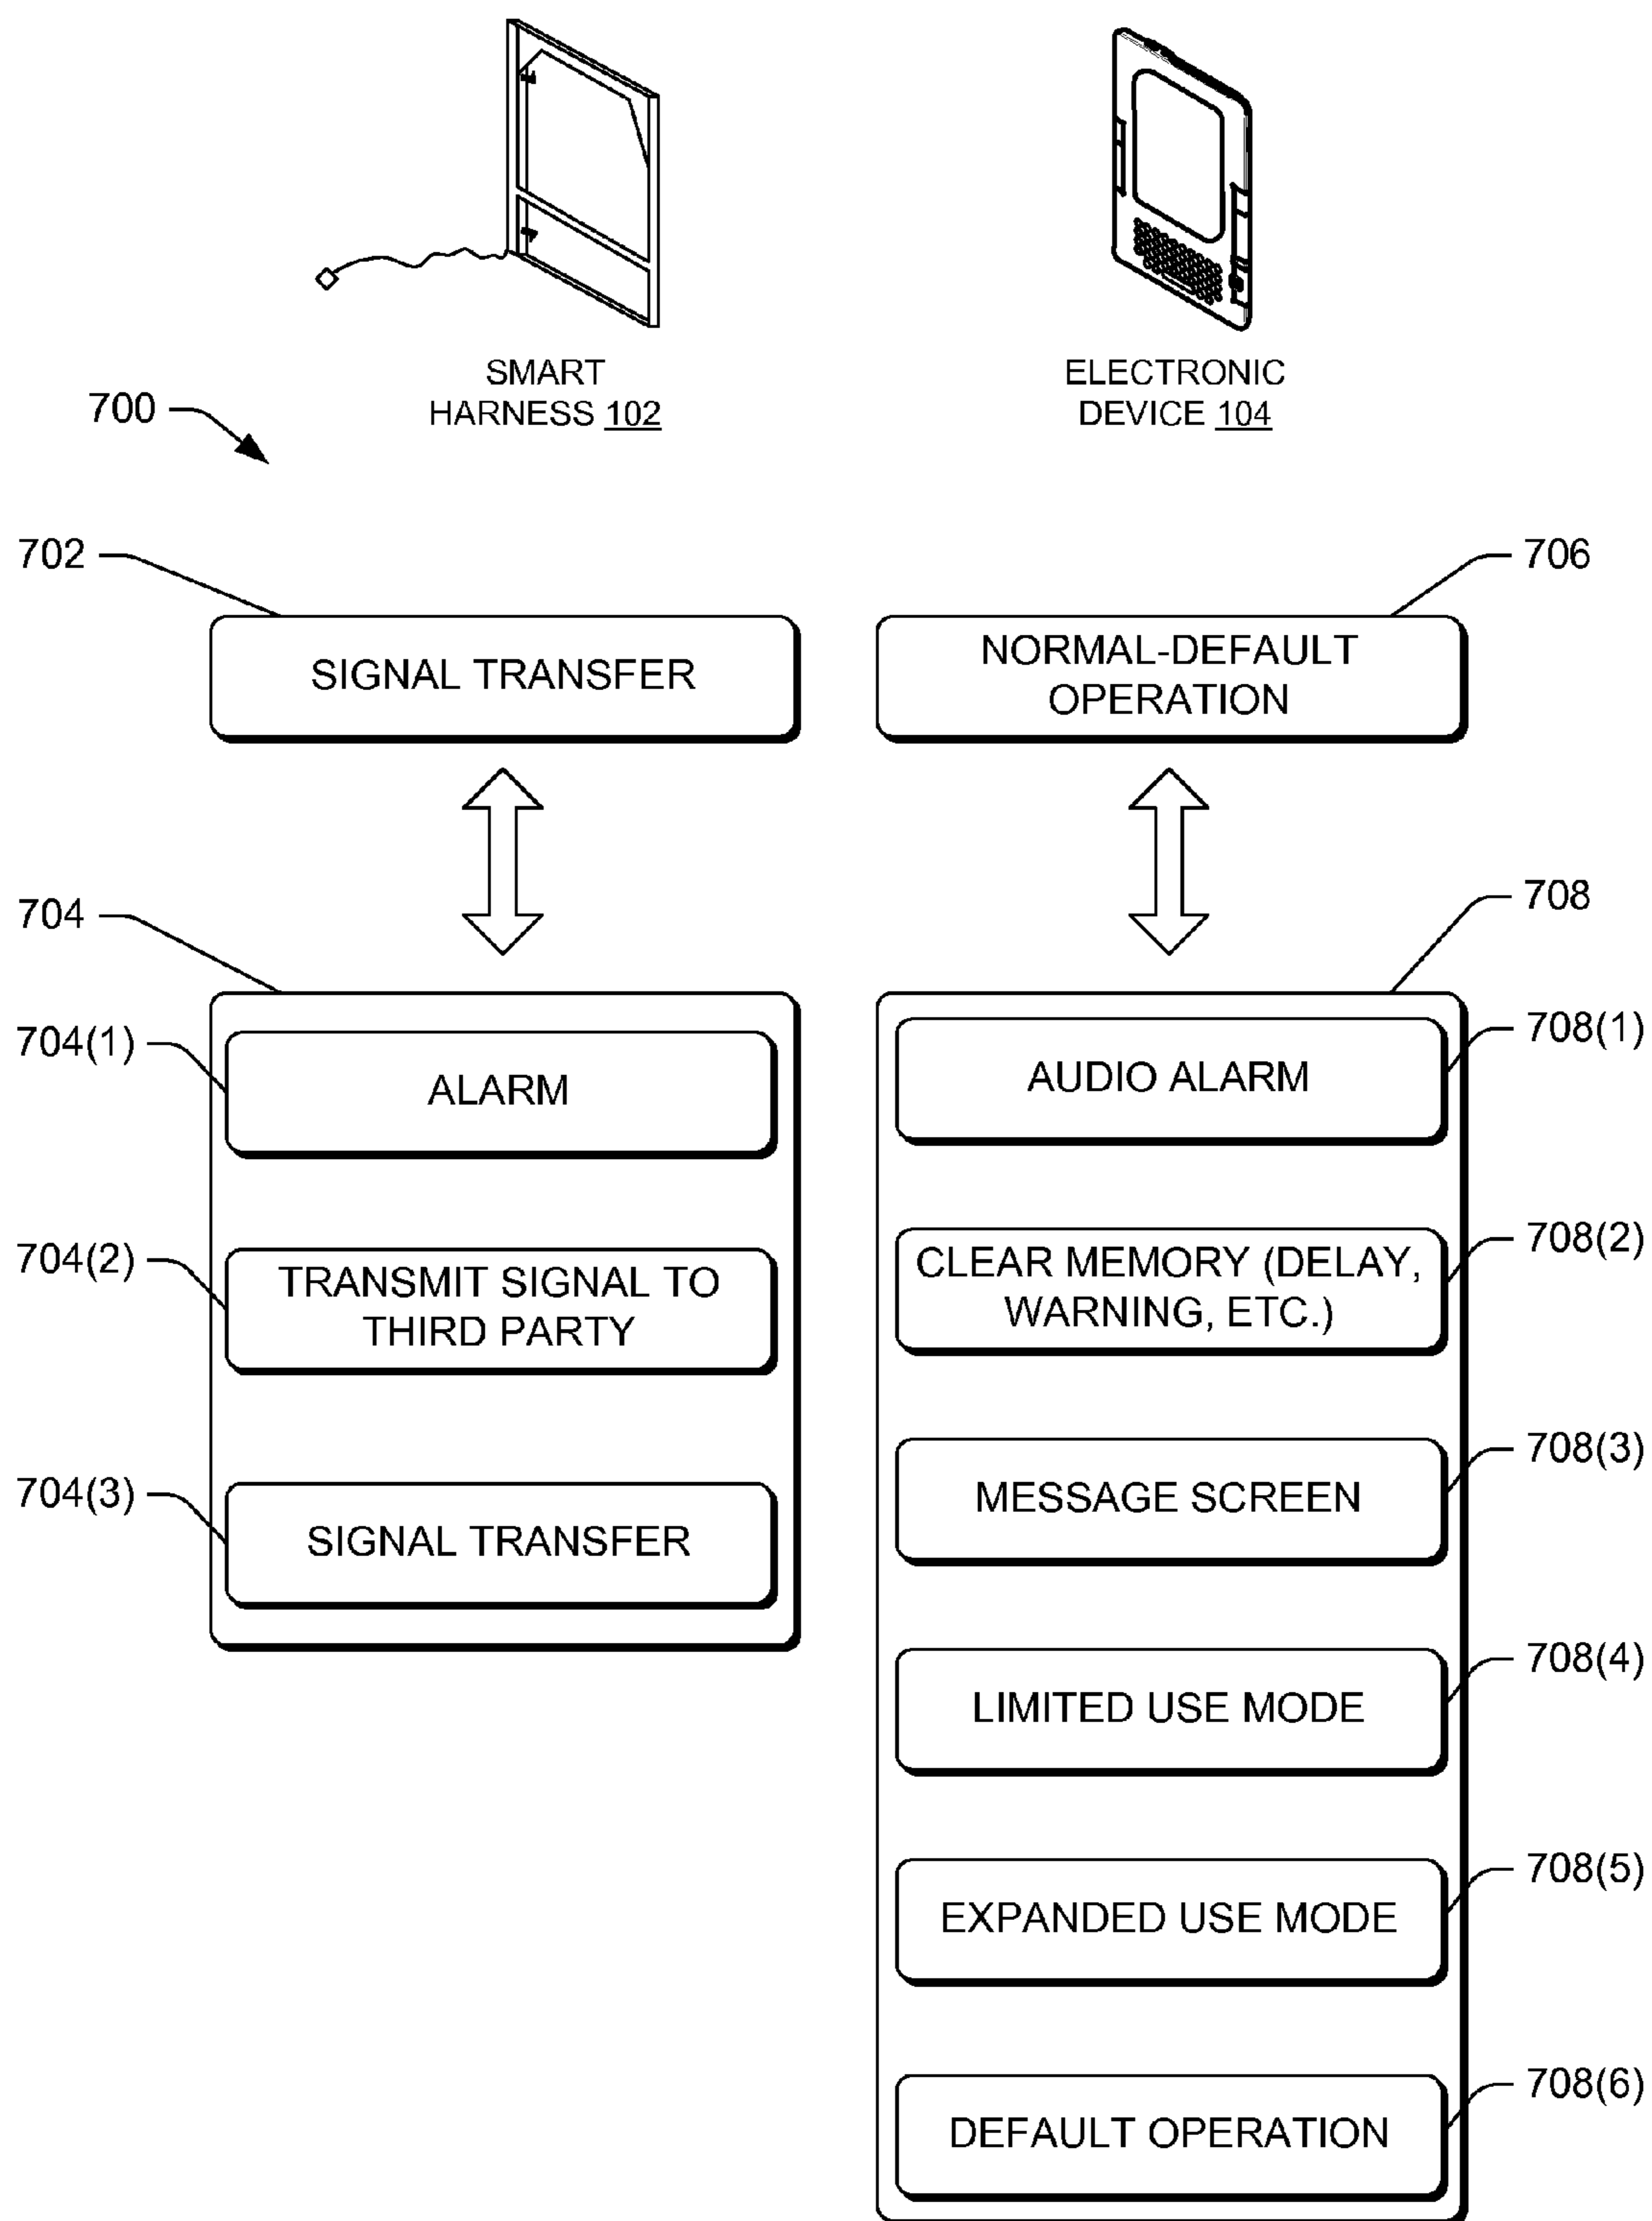 SMART
HARNESS 102
ELECTRONIC
DEVICE 104
700
702
SIGNAL TRANSFER
706
NORMAL-DEFAULT
OPERATION
704
704(1)
ALARM
704(2)
TRANSMIT SIGNAL TO
THIRD PARTY
704(3)
SIGNAL TRANSFER
708
708(1)
AUDIO ALARM
708(2)
CLEAR MEMORY (DELAY,
WARNING, ETC.)
708(3)
MESSAGE SCREEN
708(4)
LIMITED USE MODE
708(5)
EXPANDED USE MODE
708(6)
DEFAULT OPERATION